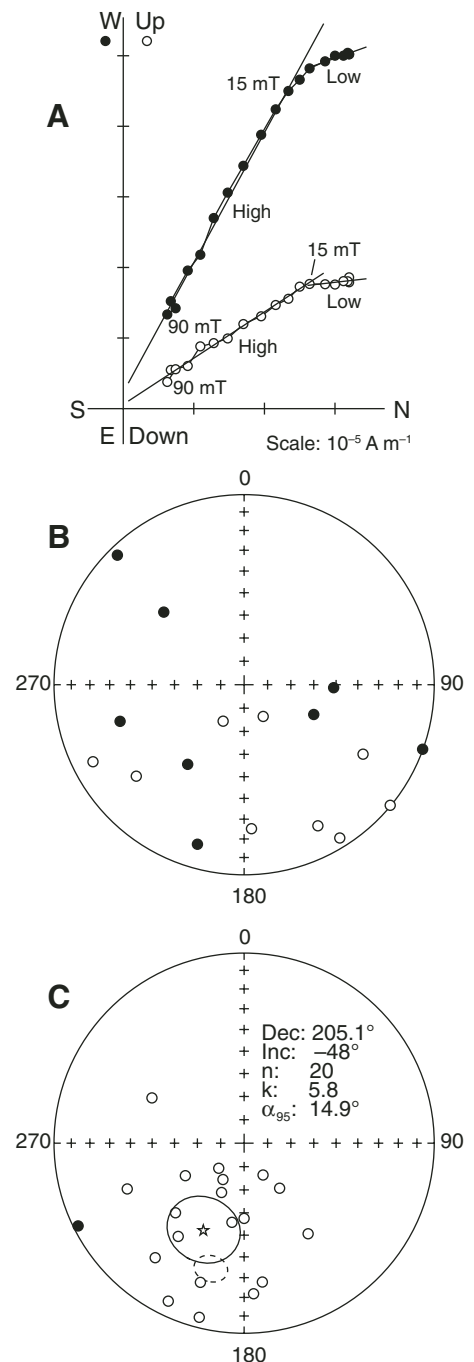 W Up
A
15 mT
Low
High
15 mT
Low
90 mT
High
90 mT
S N
E Down
Scale: 10⁻⁵ A m⁻¹
B
0
270 90
180
C
0
Dec: 205.1°
Inc: –48°
n: 20
k: 5.8
α₉₅: 14.9°
270 90
180